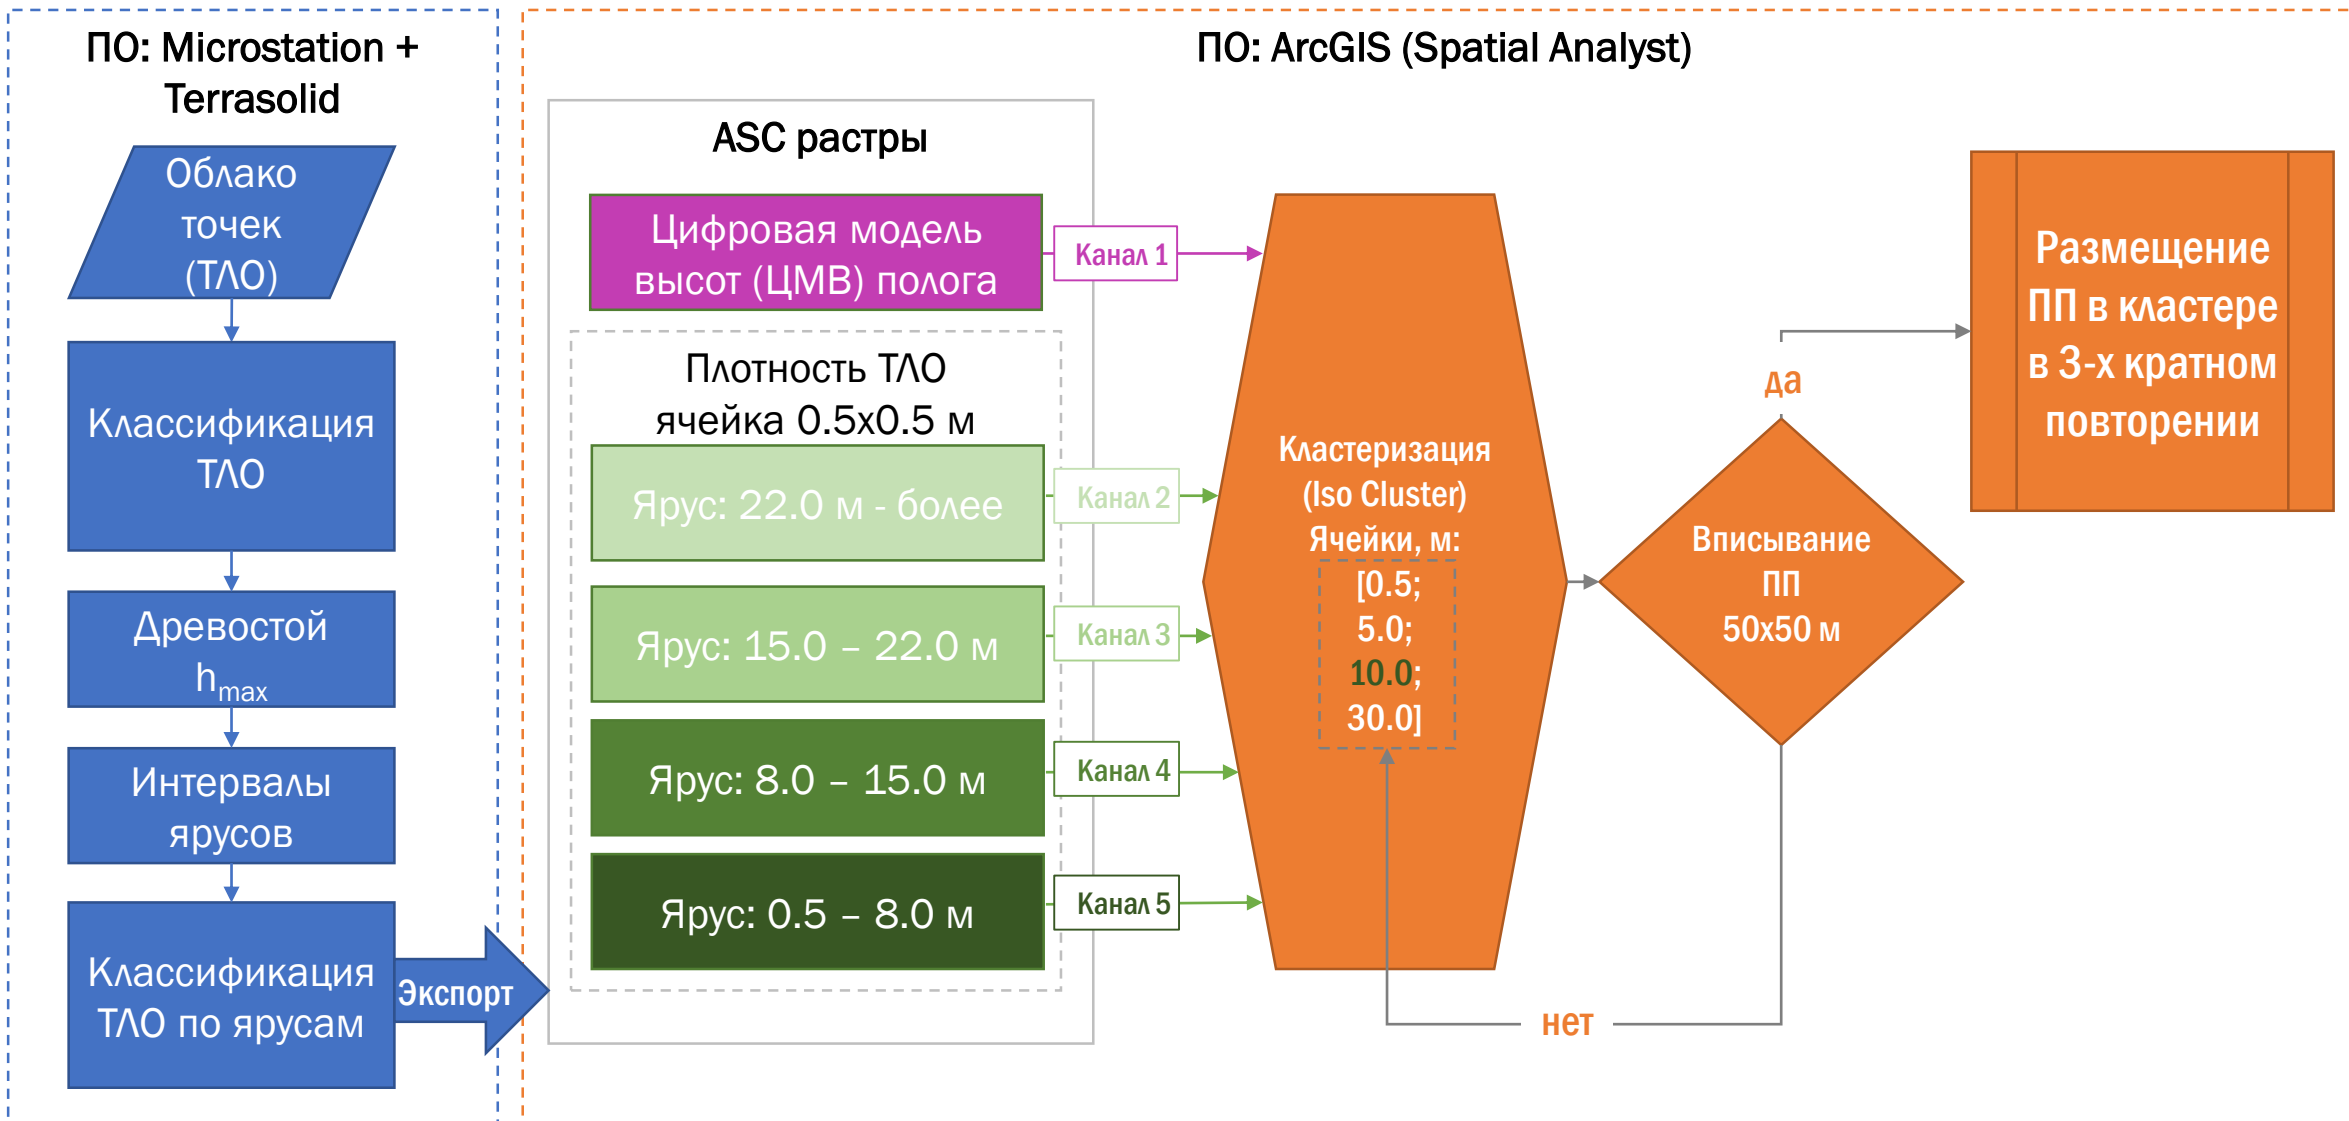 ПО: Microstation +
Terrasolid
Облако
точек
(ТЛО)
Классификация
ТЛО
Древостой
hmax
Интервалы
ярусов
Классификация
ТЛО по ярусам
Экспорт
ПО: ArcGIS (Spatial Analyst)
ASC растры
Цифровая модель
высот (ЦМВ) полога
Канал 1
Плотность ТЛО
ячейка 0.5х0.5 м
Ярус: 22.0 м - более
Канал 2
Ярус: 15.0 – 22.0 м
Канал 3
Ярус: 8.0 – 15.0 м
Канал 4
Ярус: 0.5 – 8.0 м
Канал 5
Кластеризация
(Iso Cluster)
Ячейки, м:
[0.5;
5.0;
10.0;
30.0]
Вписывание
ПП
50х50 м
да
нет
Размещение
ПП в кластере
в 3-х кратном
повторении